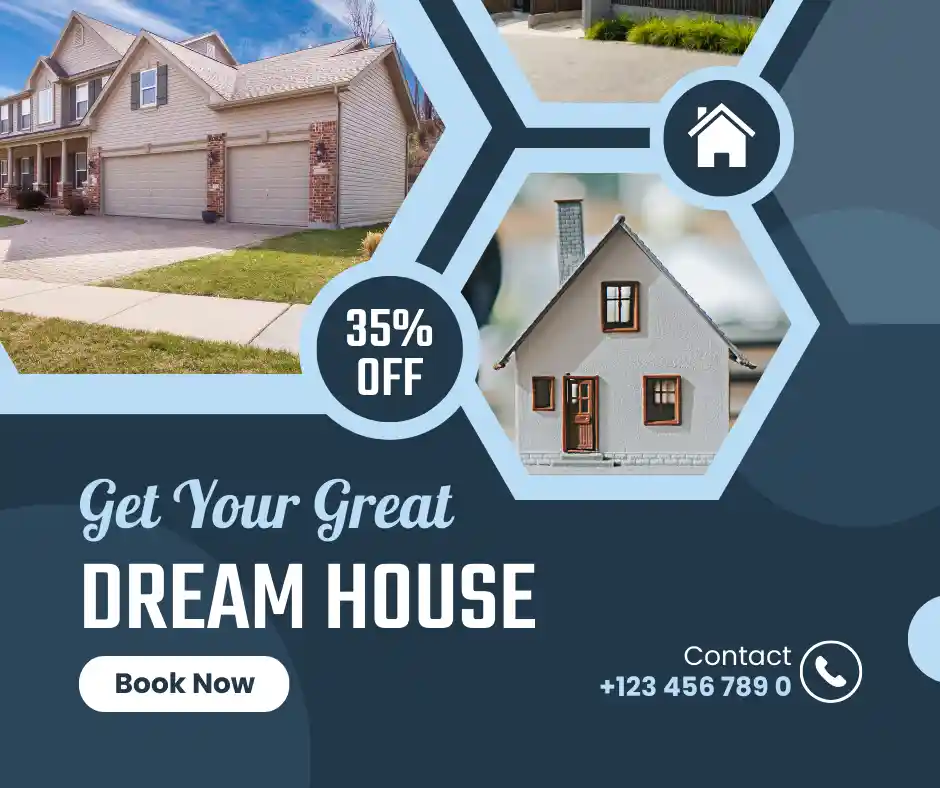 35%
OFF
Get Your Great
DREAM HOUSE
Book Now
Contact
+123 456 789 0